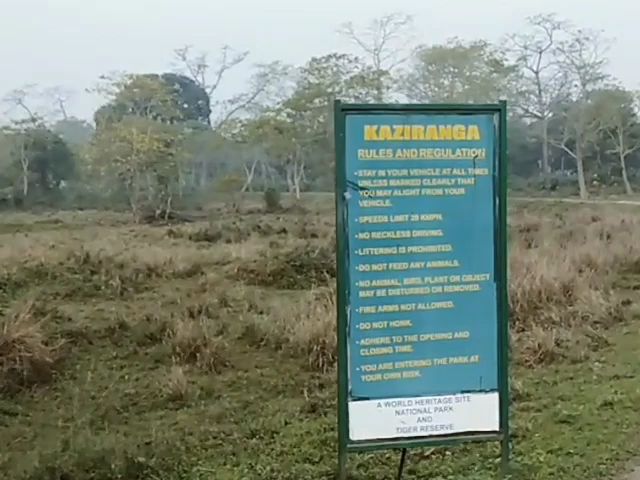 KAZIRANGA
RULES AND REGULATION
• STAY IN YOUR VEHICLE AT ALL TIMES
UNLESS MARKED CLEARLY THAT
YOU MAY ALIGHT FROM YOUR
VEHICLE.
• SPEEDS LIMIT 20 KMPH.
• NO RECKLESS DRIVING.
• LITTERING IS PROHIBITED.
• DO NOT FEED ANY ANIMALS.
• NO ANIMAL, BIRD, PLANT OR OBJECT
MAY BE DISTURBED OR REMOVED.
• FIRE ARMS NOT ALLOWED.
• DO NOT HONK.
• ADHERE TO THE OPENING AND
CLOSING TIME.
• YOU ARE ENTERING THE PARK AT
YOUR OWN RISK.
A WORLD HERITAGE SITE
NATIONAL PARK
AND
TIGER RESERVE